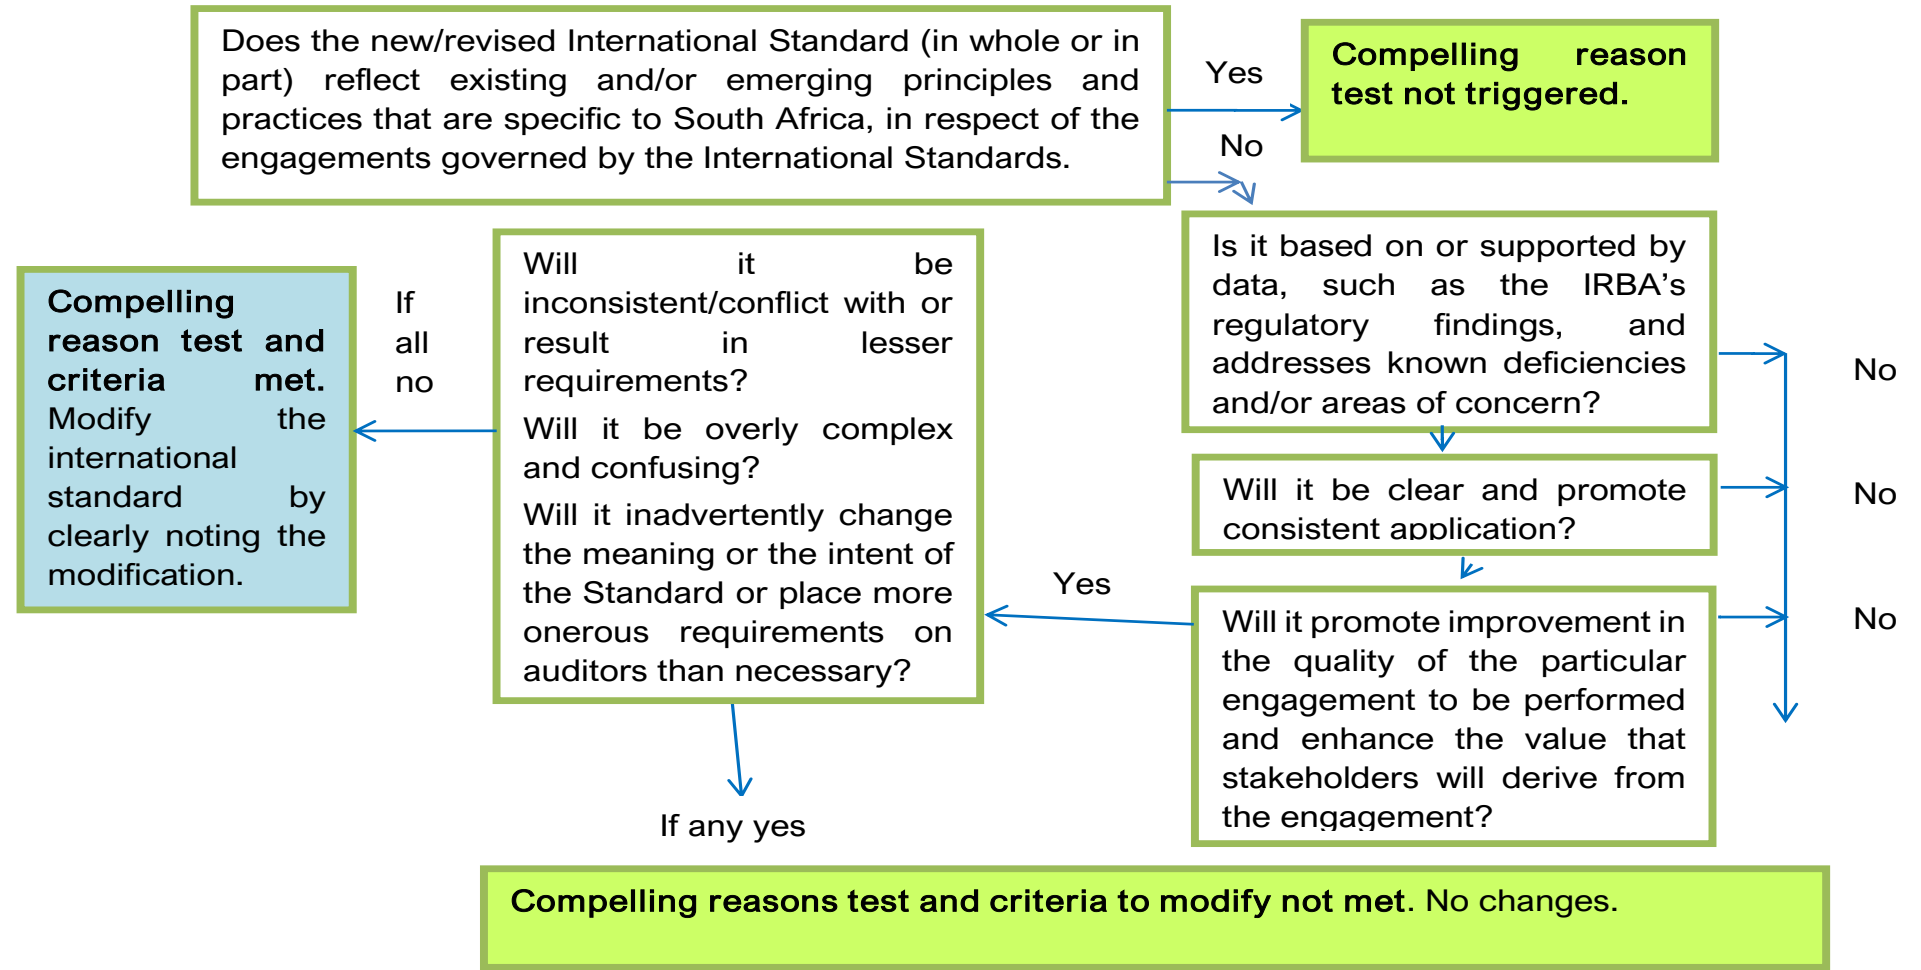 Does the new/revised International Standard (in whole or in
part) reflect existing and/or emerging principles and
practices that are specific to South Africa, in respect of the
engagements governed by the International Standards.
Yes
No
Compelling reason
test not triggered.
Is it based on or supported by
data, such as the IRBA’s
regulatory findings, and
addresses known deficiencies
and/or areas of concern?
No
Will it be clear and promote
consistent application?
No
Will it promote improvement in
the quality of the particular
engagement to be performed
and enhance the value that
stakeholders will derive from
the engagement?
No
Yes
Will it be
inconsistent/conflict with or
result in lesser
requirements?
Will it be overly complex
and confusing?
Will it inadvertently change
the meaning or the intent of
the Standard or place more
onerous requirements on
auditors than necessary?
If
all
no
Compelling
reason test and
criteria met.
Modify the
international
standard by
clearly noting the
modification.
If any yes
Compelling reasons test and criteria to modify not met. No changes.